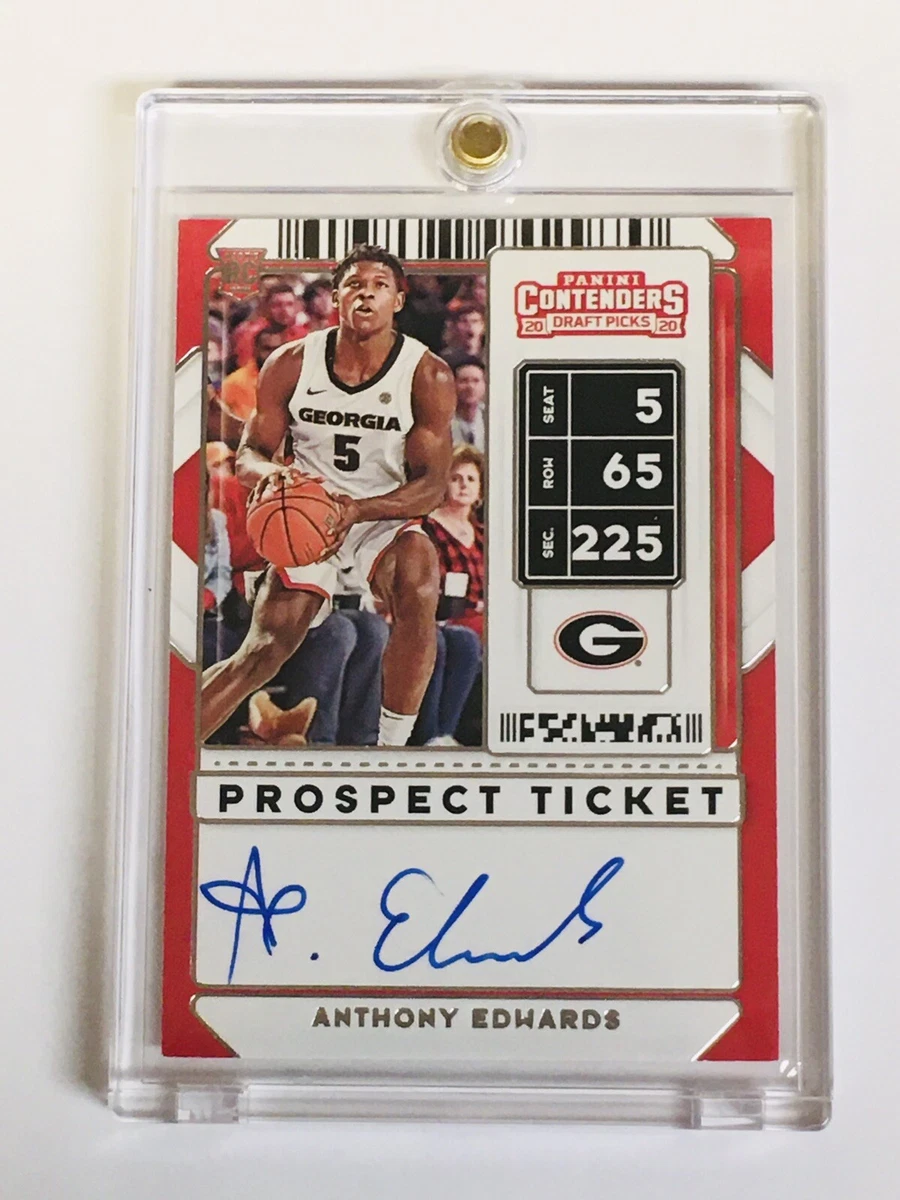 RC
PANINI
CONTENDERS
20 DRAFT PICKS 20
SEAT 5
ROW 65
SEC. 225
GEORGIA
5
G
PROSPECT TICKET
A. Edwards
ANTHONY EDWARDS